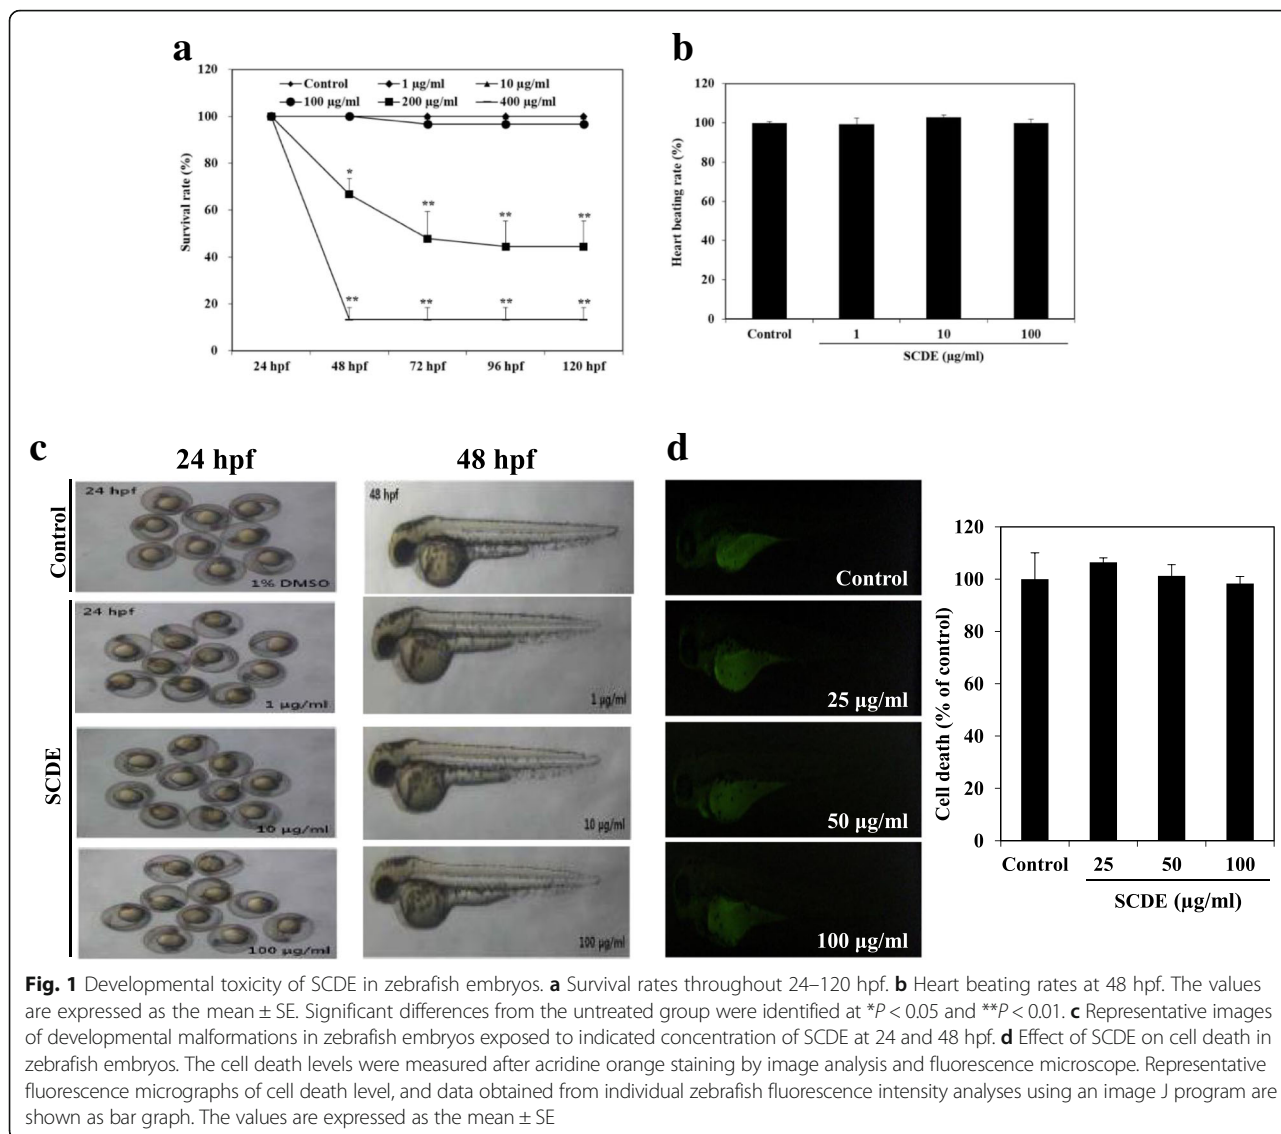 a
120
100
80
60
40
20
0
Survival rate (%)
Control
1 µg/ml
10 µg/ml
100 µg/ml
200 µg/ml
400 µg/ml
*
**
**
**
**
**
**
**
24 hpf
48 hpf
72 hpf
96 hpf
120 hpf
b
120
100
80
60
40
20
0
Heart beating rate (%)
Control
1
10
100
SCDE (µg/ml)
c
24 hpf
48 hpf
Control
24 hpf
1% DMSO
48 hpf
SCDE
24 hpf
1 µg/ml
1 µg/ml
10 µg/ml
10 µg/ml
100 µg/ml
100 µg/ml
d
Control
25 µg/ml
50 µg/ml
100 µg/ml
120
100
80
60
40
20
0
Cell death (% of control)
Control
25
50
100
SCDE (µg/ml)
Fig. 1 Developmental toxicity of SCDE in zebrafish embryos. a Survival rates throughout 24–120 hpf. b Heart beating rates at 48 hpf. The values
are expressed as the mean ± SE. Significant differences from the untreated group were identified at *P < 0.05 and **P < 0.01. c Representative images
of developmental malformations in zebrafish embryos exposed to indicated concentration of SCDE at 24 and 48 hpf. d Effect of SCDE on cell death in
zebrafish embryos. The cell death levels were measured after acridine orange staining by image analysis and fluorescence microscope. Representative
fluorescence micrographs of cell death level, and data obtained from individual zebrafish fluorescence intensity analyses using an image J program are
shown as bar graph. The values are expressed as the mean ± SE